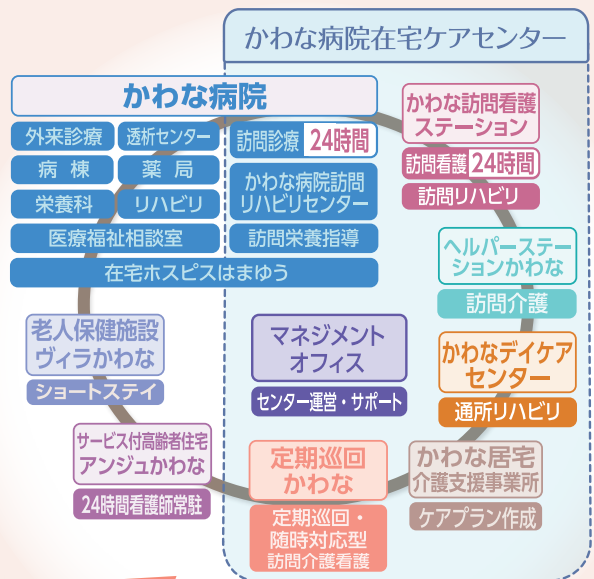 かわな病院在宅ケアセンター
かわな病院
外来診療
透析センター
病棟
薬局
栄養科
リハビリ
医療福祉相談室
訪問診療 24時間
かわな病院訪問
リハビリセンター
訪問栄養指導
在宅ホスピスはまゆう
かわな訪問看護
ステーション
訪問看護 24時間
訪問リハビリ
ヘルパーステー
ションかわな
訪問介護
老人保健施設
ヴィラかわな
ショートステイ
マネジメント
オフィス
センター運営・サポート
かわなデイケア
センター
通所リハビリ
サービス付高齢者住宅
アンジュかわな
24時間看護師常駐
定期巡回
かわな
定期巡回・
随時対応型
訪問介護看護
かわな居宅
介護支援事業所
ケアプラン作成